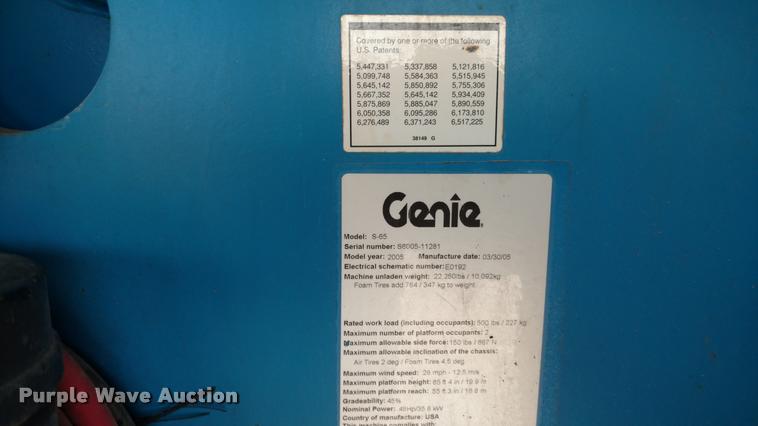 Covered by one or more of the following
U.S. Patents:
5,447,331 5,337,858 5,121,816
5,099,748 5,584,363 5,515,945
5,645,142 5,850,892 5,755,306
5,667,352 5,645,142 5,934,409
5,875,869 5,885,047 5,890,559
6,050,358 6,095,286 6,173,810
6,276,489 6,371,243 6,517,225
38149 G
Genie
Model: S-65
Serial number: S6005-11281
Model year: 2005 Manufacture date: 03/30/05
Electrical schematic number: E0192
Machine unladen weight: 22,250lbs / 10,092kg
Foam Tires add 764 / 347 kg to weight
Rated work load (including occupants): 500 lbs / 227 kg
Maximum number of platform occupants: 2
Maximum allowable side force: 150 lbs / 667 N
Maximum allowable inclination of the chassis:
Air Tires 2 deg / Foam Tires 4.5 deg
Maximum wind speed: 28 mph - 12.5 m/s
Maximum platform height: 65 ft 4 in / 19.9 m
Maximum platform reach: 55 ft 3 in / 16.8 m
Gradeability: 45%
Nominal Power: 48Hp/35.8 kW
Country of manufacture: USA
This machine complies with:
Purple Wave Auction